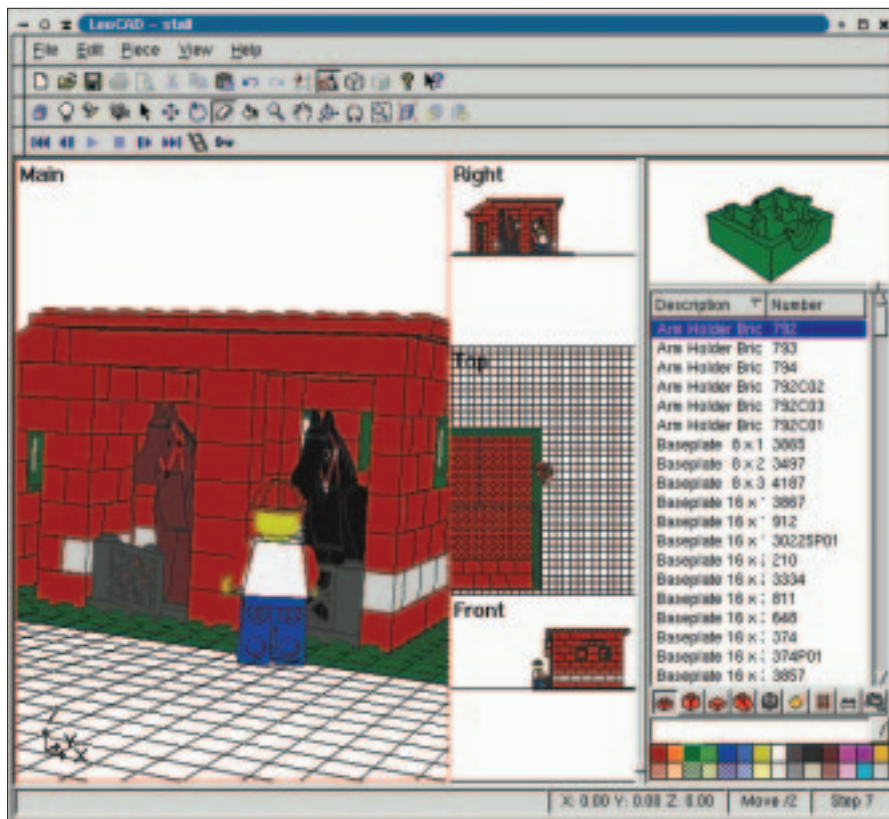 LeoCAD - stall
File Edit Piece View Help
Main
Right
Top
Front
Description Number
Arm Holder Bric 792
Arm Holder Bric 793
Arm Holder Bric 794
Arm Holder Bric 792C02
Arm Holder Bric 792C03
Arm Holder Bric 792C01
Baseplate 8 x 1 3865
Baseplate 8 x 2 3497
Baseplate 8 x 3 4187
Baseplate 16 x 3867
Baseplate 16 x 912
Baseplate 16 x 30225P01
Baseplate 16 x 210
Baseplate 16 x 3334
Baseplate 16 x 611
Baseplate 16 x 648
Baseplate 16 x 374
Baseplate 16 x 374P01
Baseplate 16 x 3857
Y
X
X: 0.00 Y: 0.00 Z: 0.00 Move /2 Step 7